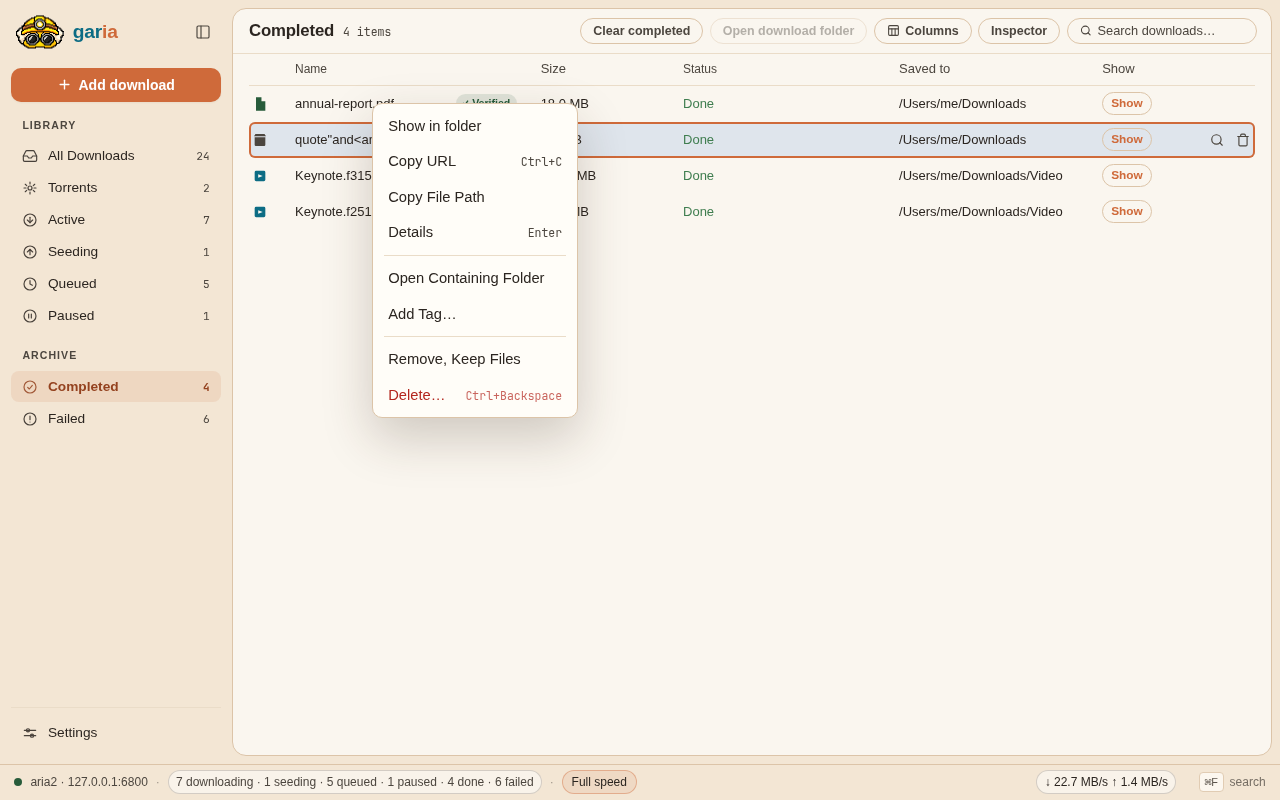 garia
Add download
LIBRARY
All Downloads 24
Torrents 2
Active 7
Seeding 1
Queued 5
Paused 1
ARCHIVE
Completed 4
Failed 6
Settings
Completed 4 items
Clear completed
Open download folder
Columns
Inspector
Search downloads…
Name Size Status Saved to Show
annual-report.pdf Verified 18.0 MB Done /Users/me/Downloads Show
quote"and<a Done /Users/me/Downloads Show
Keynote.f315 MB Done /Users/me/Downloads/Video Show
Keynote.f251 Done /Users/me/Downloads/Video Show
Show in folder
Copy URL Ctrl+C
Copy File Path
Details Enter
Open Containing Folder
Add Tag…
Remove, Keep Files
Delete… Ctrl+Backspace
aria2 · 127.0.0.1:6800 · 7 downloading · 1 seeding · 5 queued · 1 paused · 4 done · 6 failed · Full speed
↓ 22.7 MB/s ↑ 1.4 MB/s
⌘F search